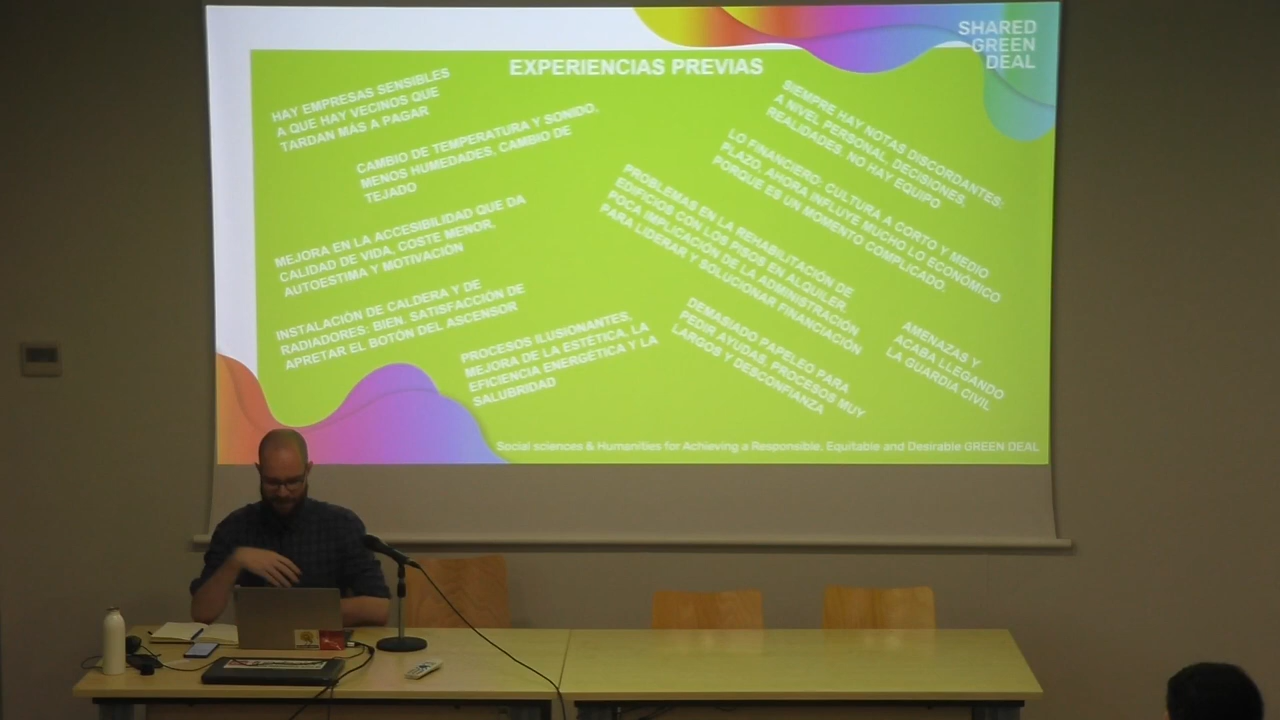 SHARED
GREEN
DEAL
EXPERIENCIAS PREVIAS
HAY EMPRESAS SENSIBLES
A QUE HAY VECINOS QUE
TARDAN MÁS A PAGAR
CAMBIO DE TEMPERATURA Y SONIDO,
MENOS HUMEDADES, CAMBIO DE
TEJADO
MEJORA EN LA ACCESIBILIDAD QUE DA
CALIDAD DE VIDA, COSTE MENOR,
AUTOESTIMA Y MOTIVACIÓN
INSTALACIÓN DE CALDERA Y DE
RADIADORES: BIEN. SATISFACCIÓN DE
APRETAR EL BOTÓN DEL ASCENSOR
PROCESOS ILUSIONANTES,
MEJORA DE LA ESTÉTICA, LA
EFICIENCIA ENERGÉTICA Y LA
SALUBRIDAD
SIEMPRE HAY NOTAS DISCORDANTES:
A NIVEL PERSONAL, DECISIONES,
REALIDADES. NO HAY EQUIPO
LO FINANCIERO: CULTURA A CORTO Y MEDIO
PLAZO. AHORA INFLUYE MUCHO LO ECONÓMICO
PORQUE ES UN MOMENTO COMPLICADO.
PROBLEMAS EN LA REHABILITACIÓN DE
EDIFICIOS CON LOS PISOS EN ALQUILER.
POCA IMPLICACIÓN DE LA ADMINISTRACIÓN
PARA LIDERAR Y SOLUCIONAR FINANCIACIÓN
DEMASIADO PAPELEO PARA
PEDIR AYUDAS, PROCESOS MUY
LARGOS Y DESCONFIANZA
AMENAZAS Y
ACABA LLEGANDO
LA GUARDIA CIVIL
Social sciences & Humanities for Achieving a Responsible, Equitable and Desirable GREEN DEAL